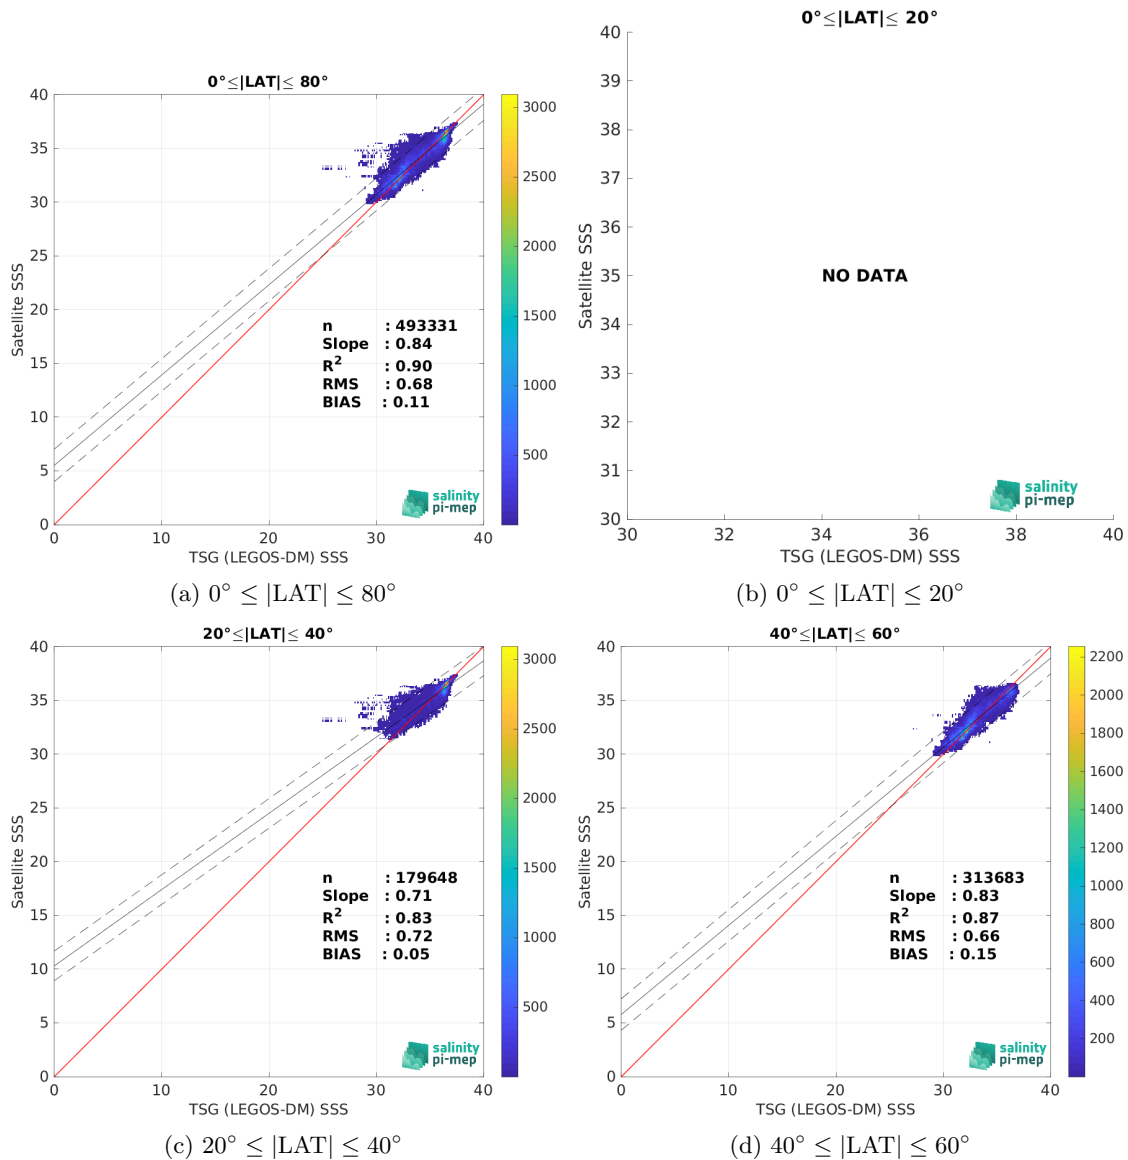 0°≤|LAT|≤ 80°
40
35
30
25
20
15
10
5
0
Satellite SSS
0
10
20
30
40
TSG (LEGOS-DM) SSS
n : 493331
Slope : 0.84
R² : 0.90
RMS : 0.68
BIAS : 0.11
salinity
pi-mep
3000
2500
2000
1500
1000
500
(a) 0° ≤ |LAT| ≤ 80°
0°≤|LAT|≤ 20°
40
39
38
37
36
35
34
33
32
31
30
Satellite SSS
NO DATA
salinity
pi-mep
30
32
34
36
38
40
TSG (LEGOS-DM) SSS
(b) 0° ≤ |LAT| ≤ 20°
20°≤|LAT|≤ 40°
40
35
30
25
20
15
10
5
0
Satellite SSS
0
10
20
30
40
TSG (LEGOS-DM) SSS
n : 179648
Slope : 0.71
R² : 0.83
RMS : 0.72
BIAS : 0.05
salinity
pi-mep
3000
2500
2000
1500
1000
500
(c) 20° ≤ |LAT| ≤ 40°
40°≤|LAT|≤ 60°
40
35
30
25
20
15
10
5
0
Satellite SSS
0
10
20
30
40
TSG (LEGOS-DM) SSS
n : 313683
Slope : 0.83
R² : 0.87
RMS : 0.66
BIAS : 0.15
salinity
pi-mep
2200
2000
1800
1600
1400
1200
1000
800
600
400
200
(d) 40° ≤ |LAT| ≤ 60°